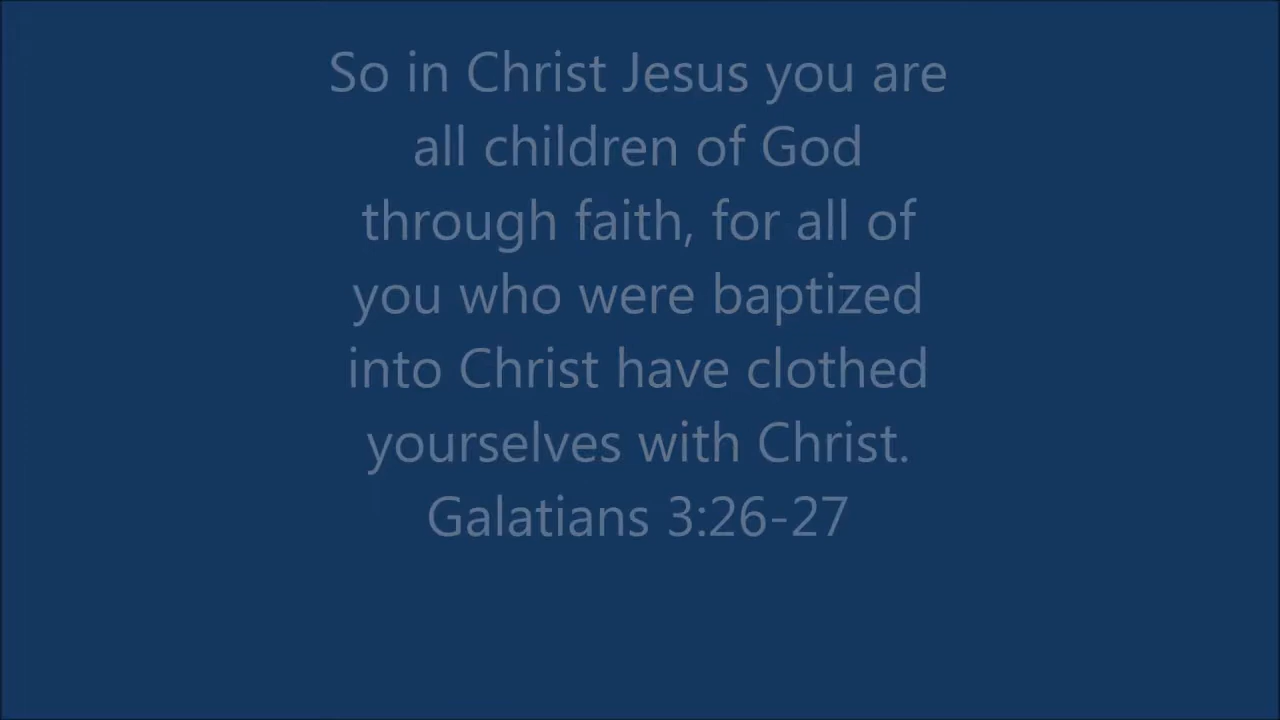 So in Christ Jesus you are
all children of God
through faith, for all of
you who were baptized
into Christ have clothed
yourselves with Christ.
Galatians 3:26-27